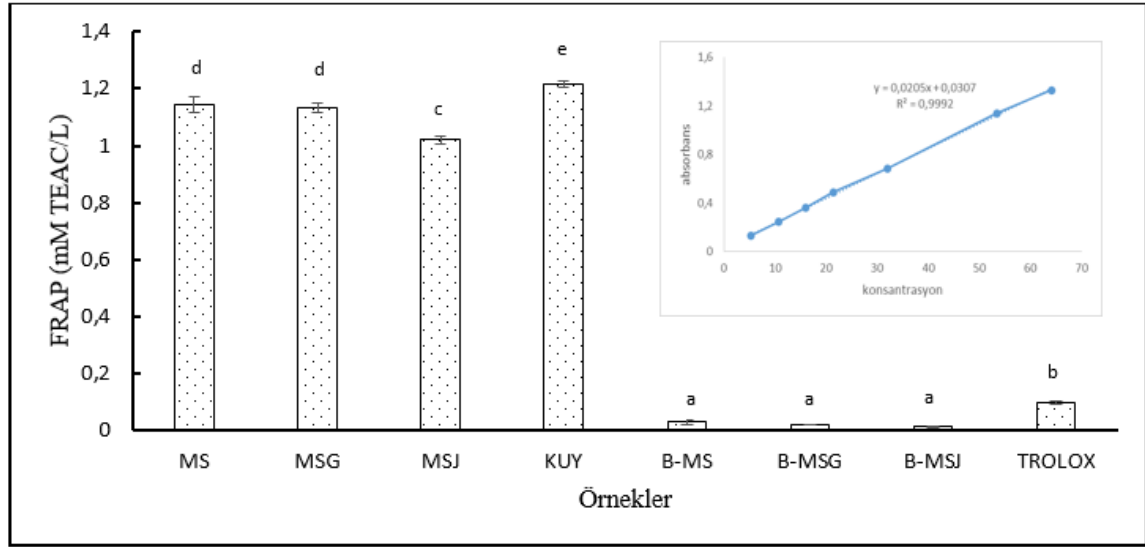 FRAP (mM TEAC/L)
1,4
1,2
1
0,8
0,6
0,4
0,2
0
d
d
c
e
a
a
a
b
MS
MSG
MSJ
KUY
B-MS
B-MSG
B-MSJ
TROLOX
Örnekler
absorbans
1,6
1,2
0,8
0,4
0
y = 0,0205x + 0,0307
R² = 0,9992
0
10
20
30
40
50
60
70
konsantrasyon